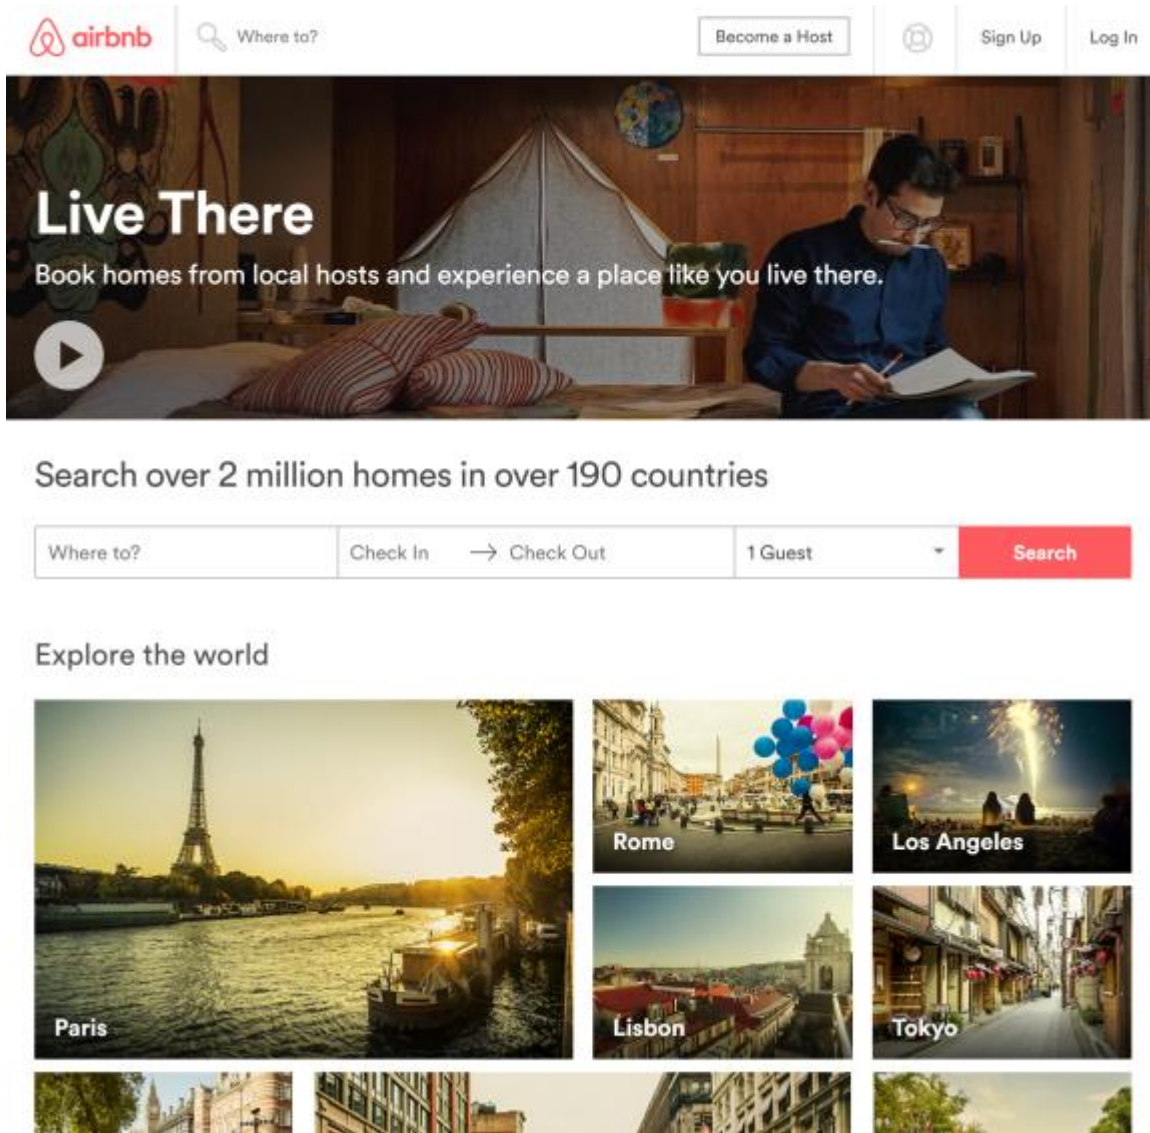 airbnb
Where to?
Become a Host
Sign Up
Log In
Live There
Book homes from local hosts and experience a place like you live there.
Search over 2 million homes in over 190 countries
Where to?
Check In → Check Out
1 Guest
Search
Explore the world
Rome
Los Angeles
Paris
Lisbon
Tokyo